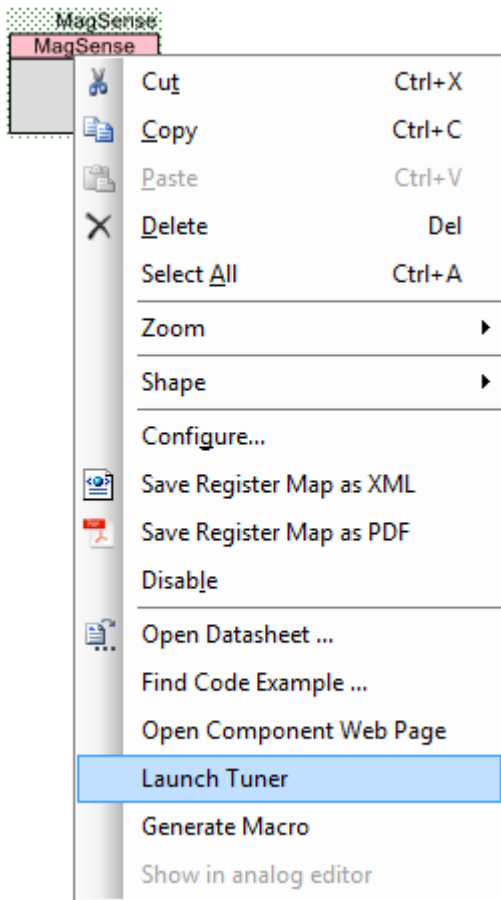 MagSense
MagSense
Cut Ctrl+X
Copy Ctrl+C
Paste Ctrl+V
Delete Del
Select All Ctrl+A
Zoom
Shape
Configure...
Save Register Map as XML
Save Register Map as PDF
Disable
Open Datasheet ...
Find Code Example ...
Open Component Web Page
Launch Tuner
Generate Macro
Show in analog editor